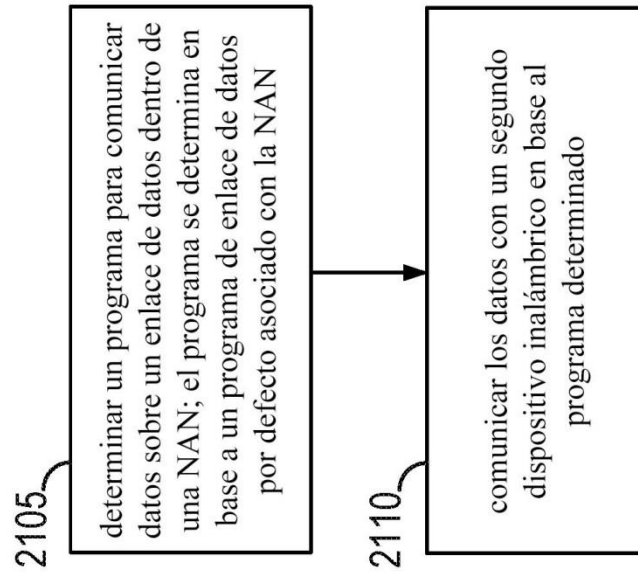 2105
determinar un programa para comunicar
datos sobre un enlace de datos dentro de
una NAN; el programa se determina en
base a un programa de enlace de datos
por defecto asociado con la NAN
2110
comunicar los datos con un segundo
dispositivo inalámbrico en base al
programa determinado